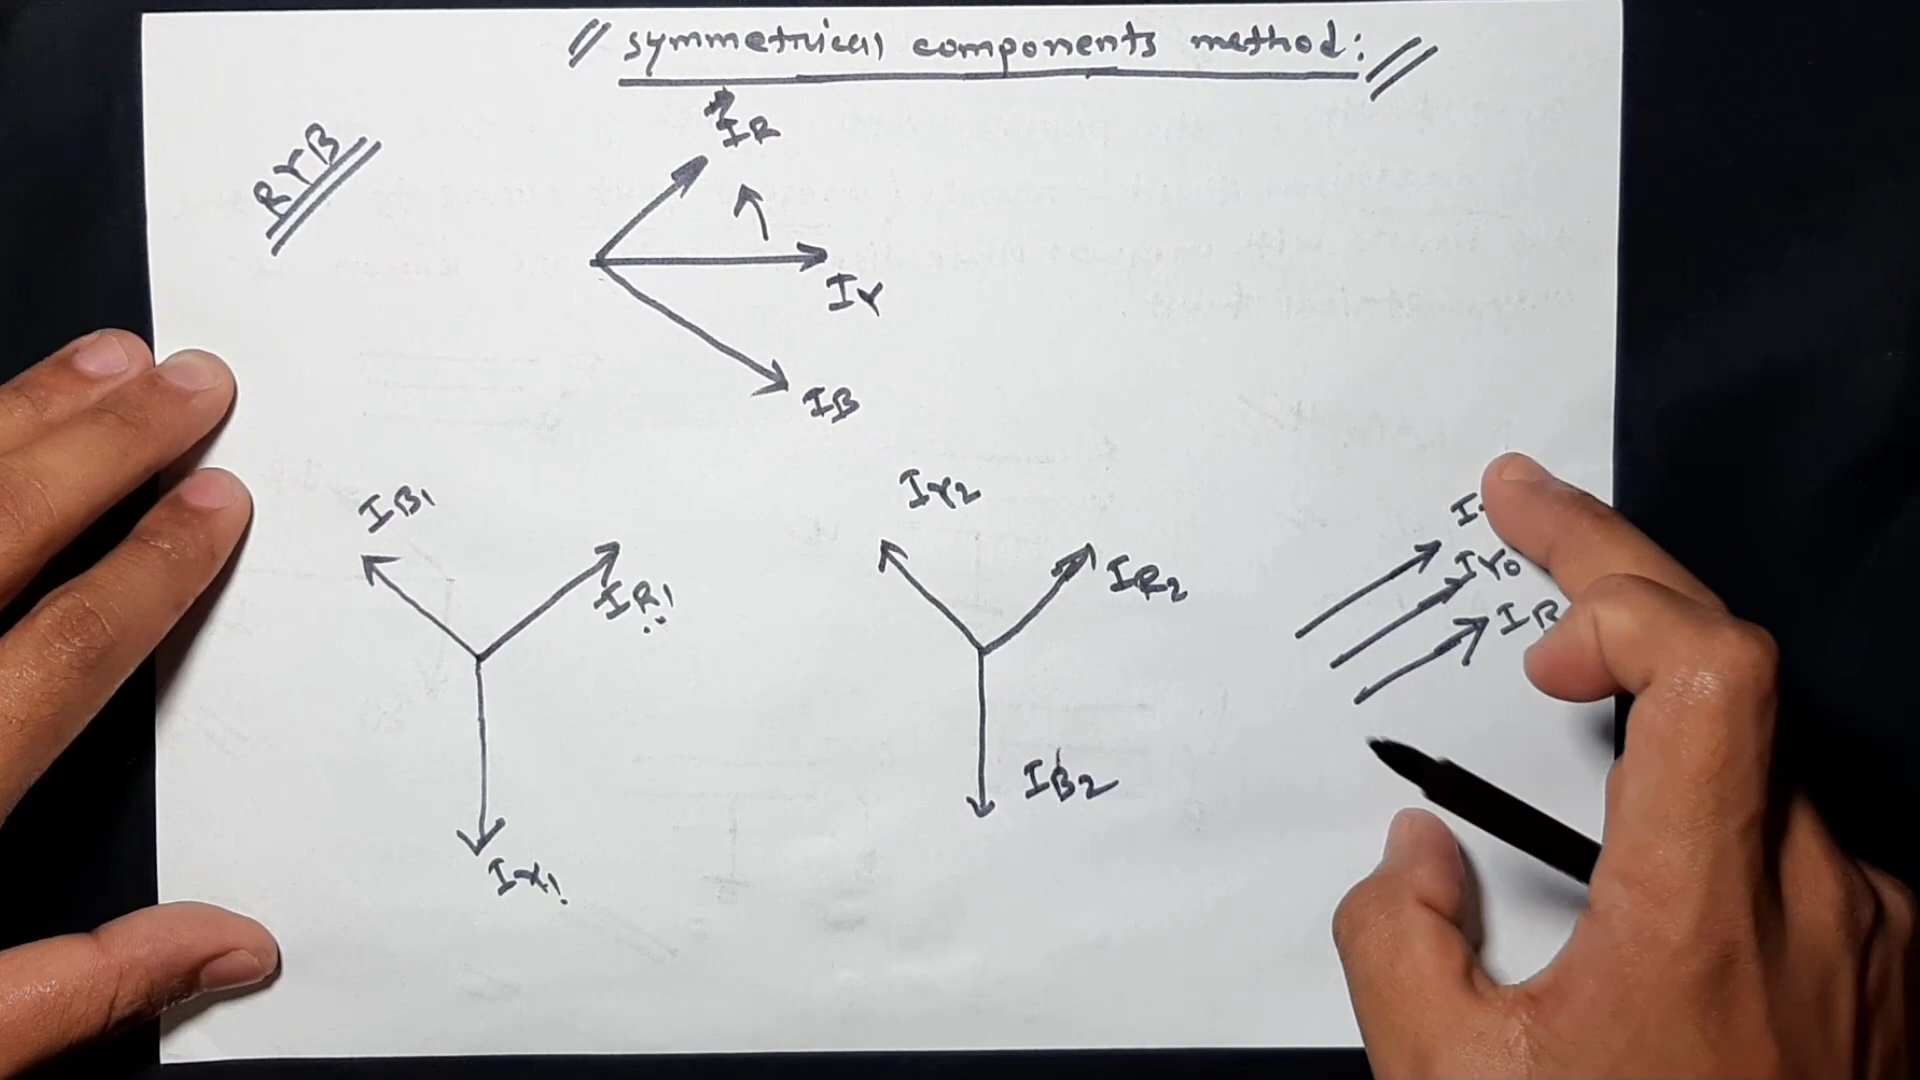 // symmetrical components method: //
RYB
IR
IY
IB
IB1
IR1
IY1
IY2
IR2
IB2
IY0